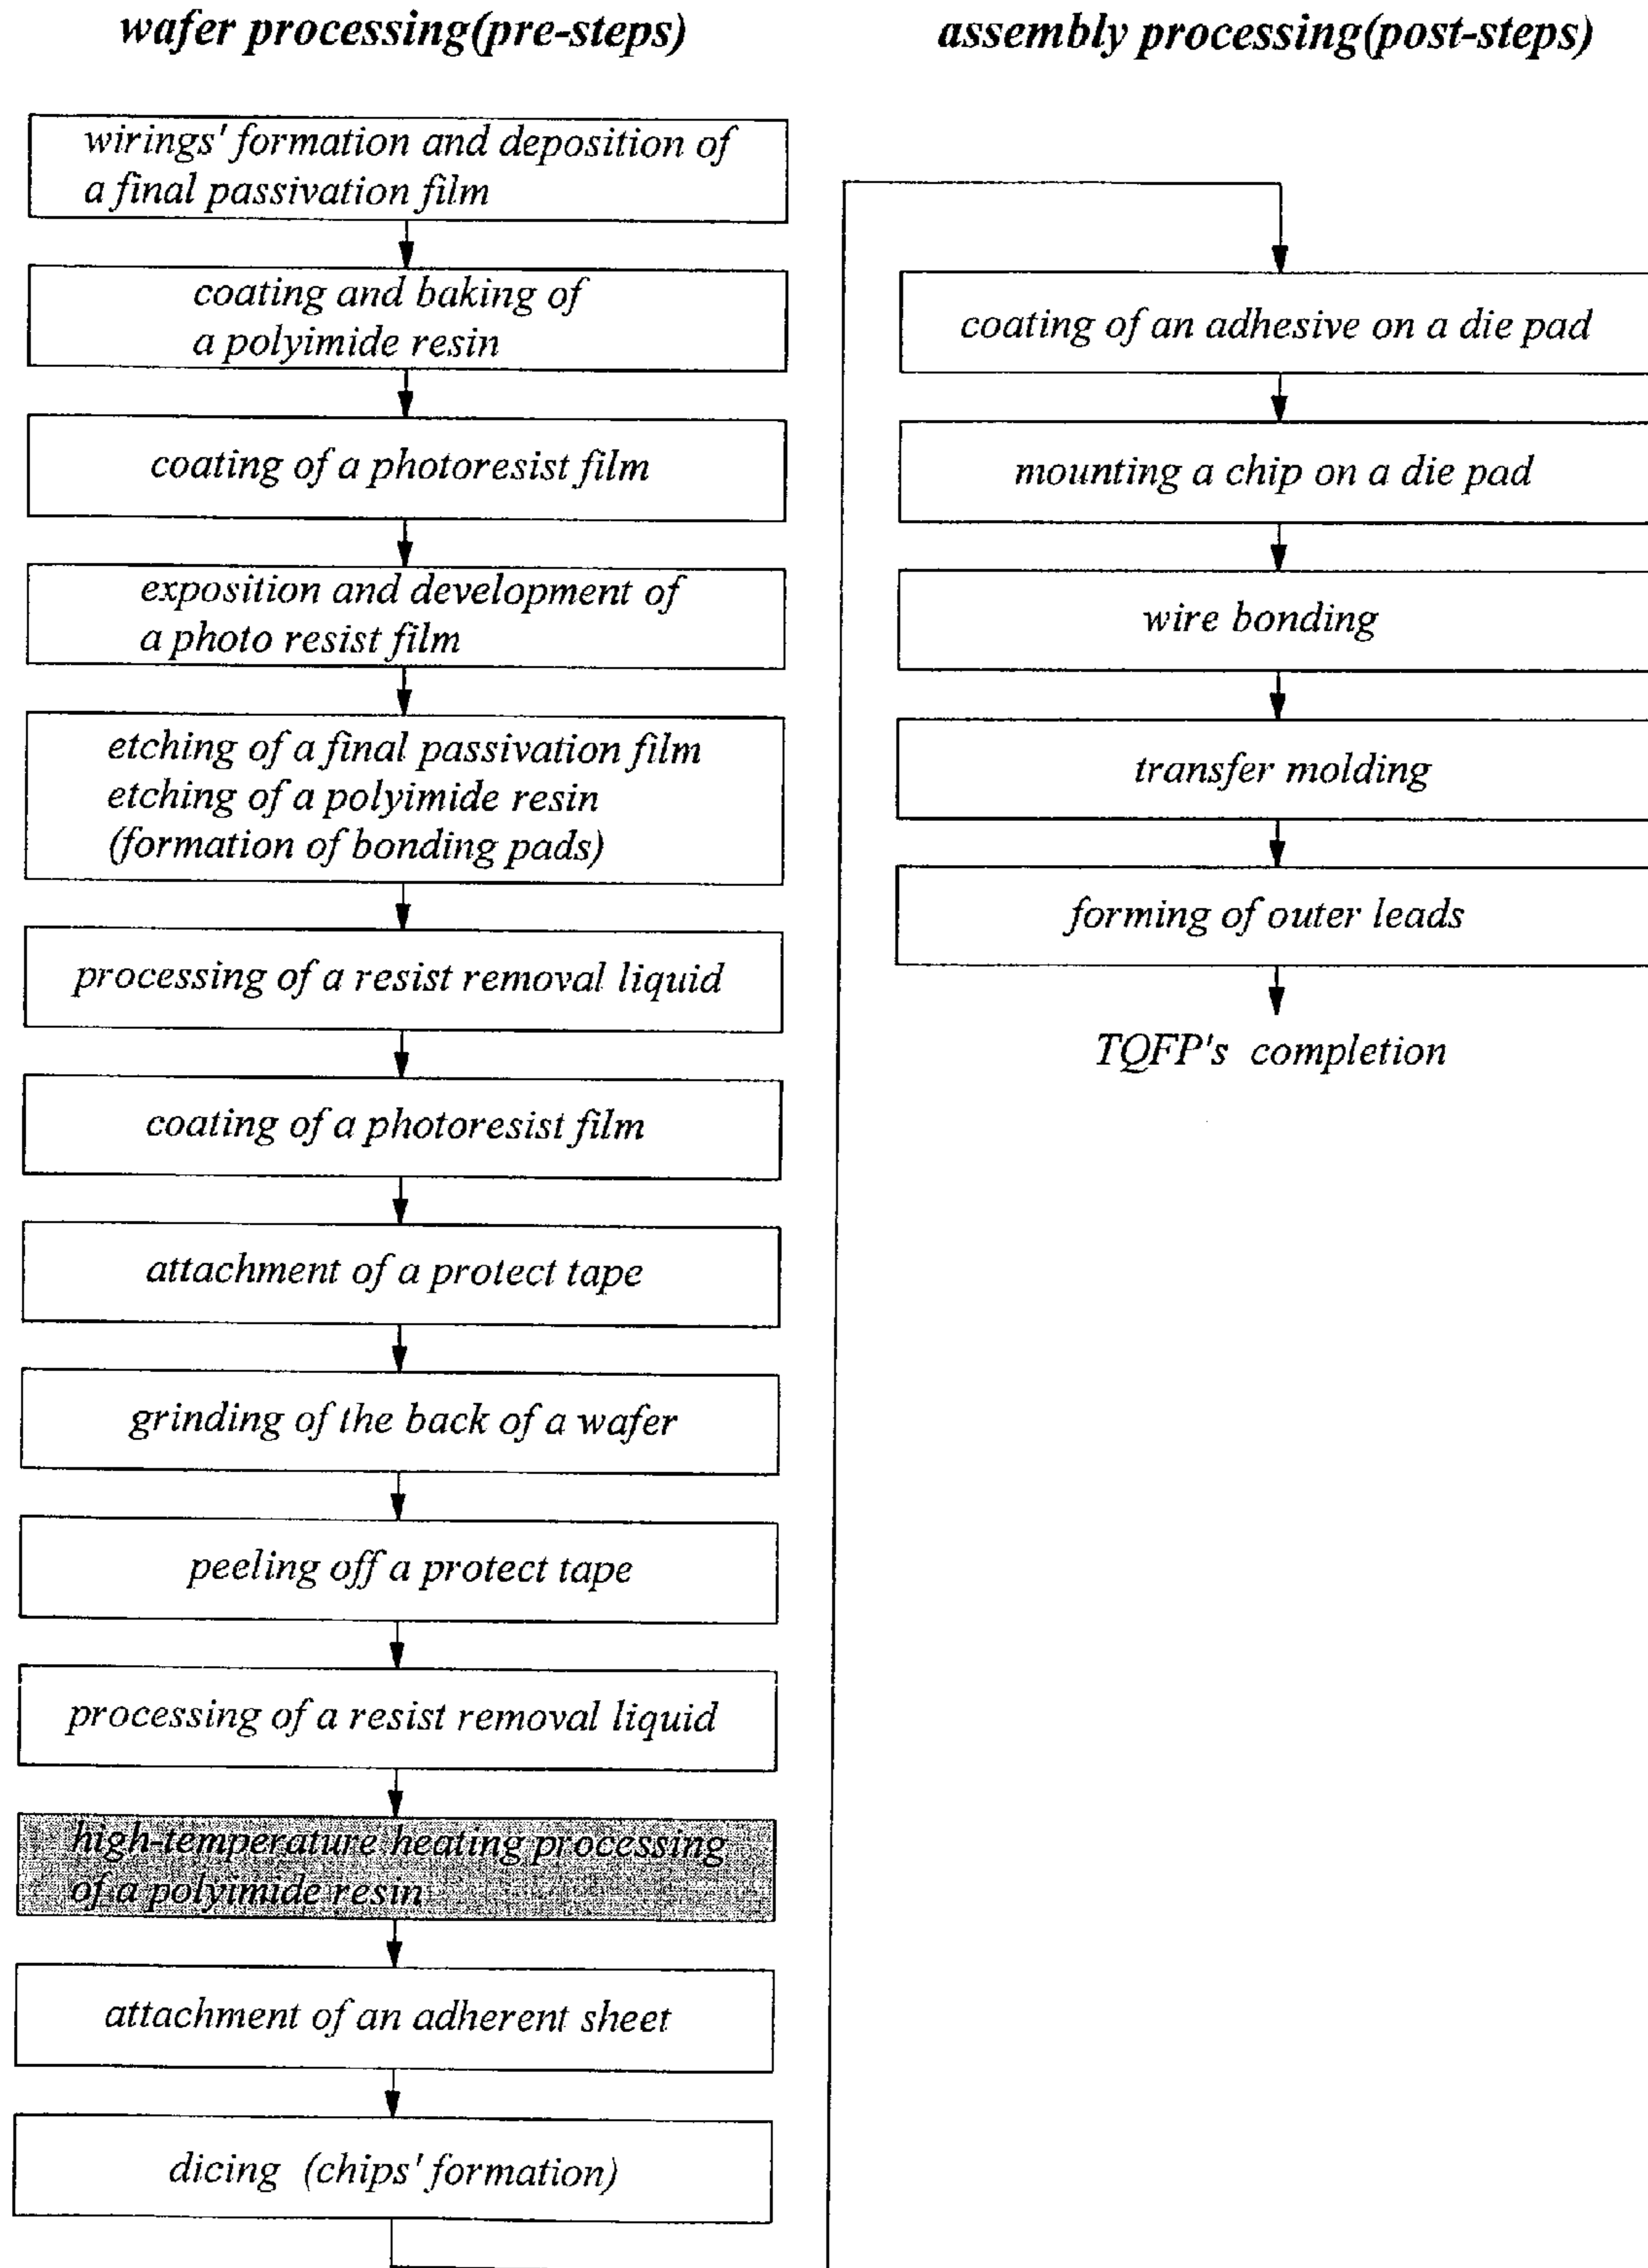 wafer processing(pre-steps)
wirings' formation and deposition of
a final passivation film
coating and baking of
a polyimide resin
coating of a photoresist film
exposition and development of
a photo resist film
etching of a final passivation film
etching of a polyimide resin
(formation of bonding pads)
processing of a resist removal liquid
coating of a photoresist film
attachment of a protect tape
grinding of the back of a wafer
peeling off a protect tape
processing of a resist removal liquid
high-temperature heating processing
of a polyimide resin
attachment of an adherent sheet
dicing (chips' formation)
assembly processing(post-steps)
coating of an adhesive on a die pad
mounting a chip on a die pad
wire bonding
transfer molding
forming of outer leads
TQFP's completion